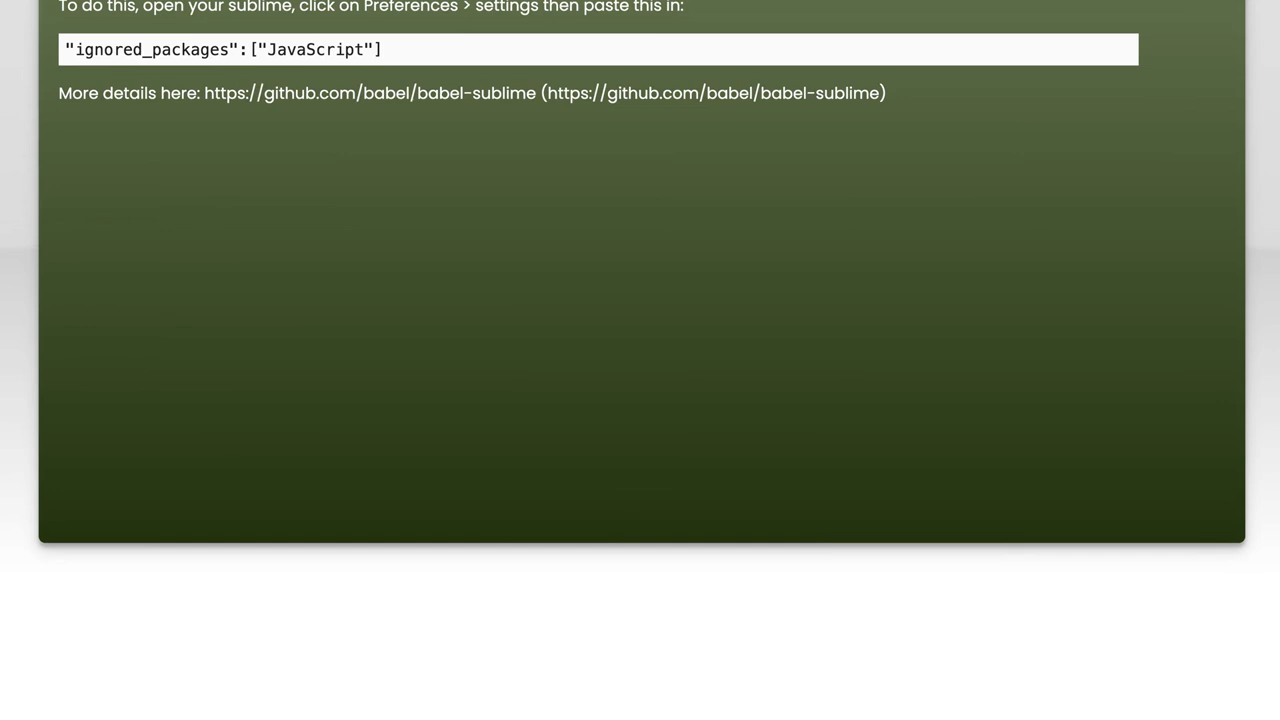 To do this, open your sublime, click on Preferences > settings then paste this in:
"ignored_packages":["JavaScript"]
More details here: https://github.com/babel/babel-sublime (https://github.com/babel/babel-sublime)